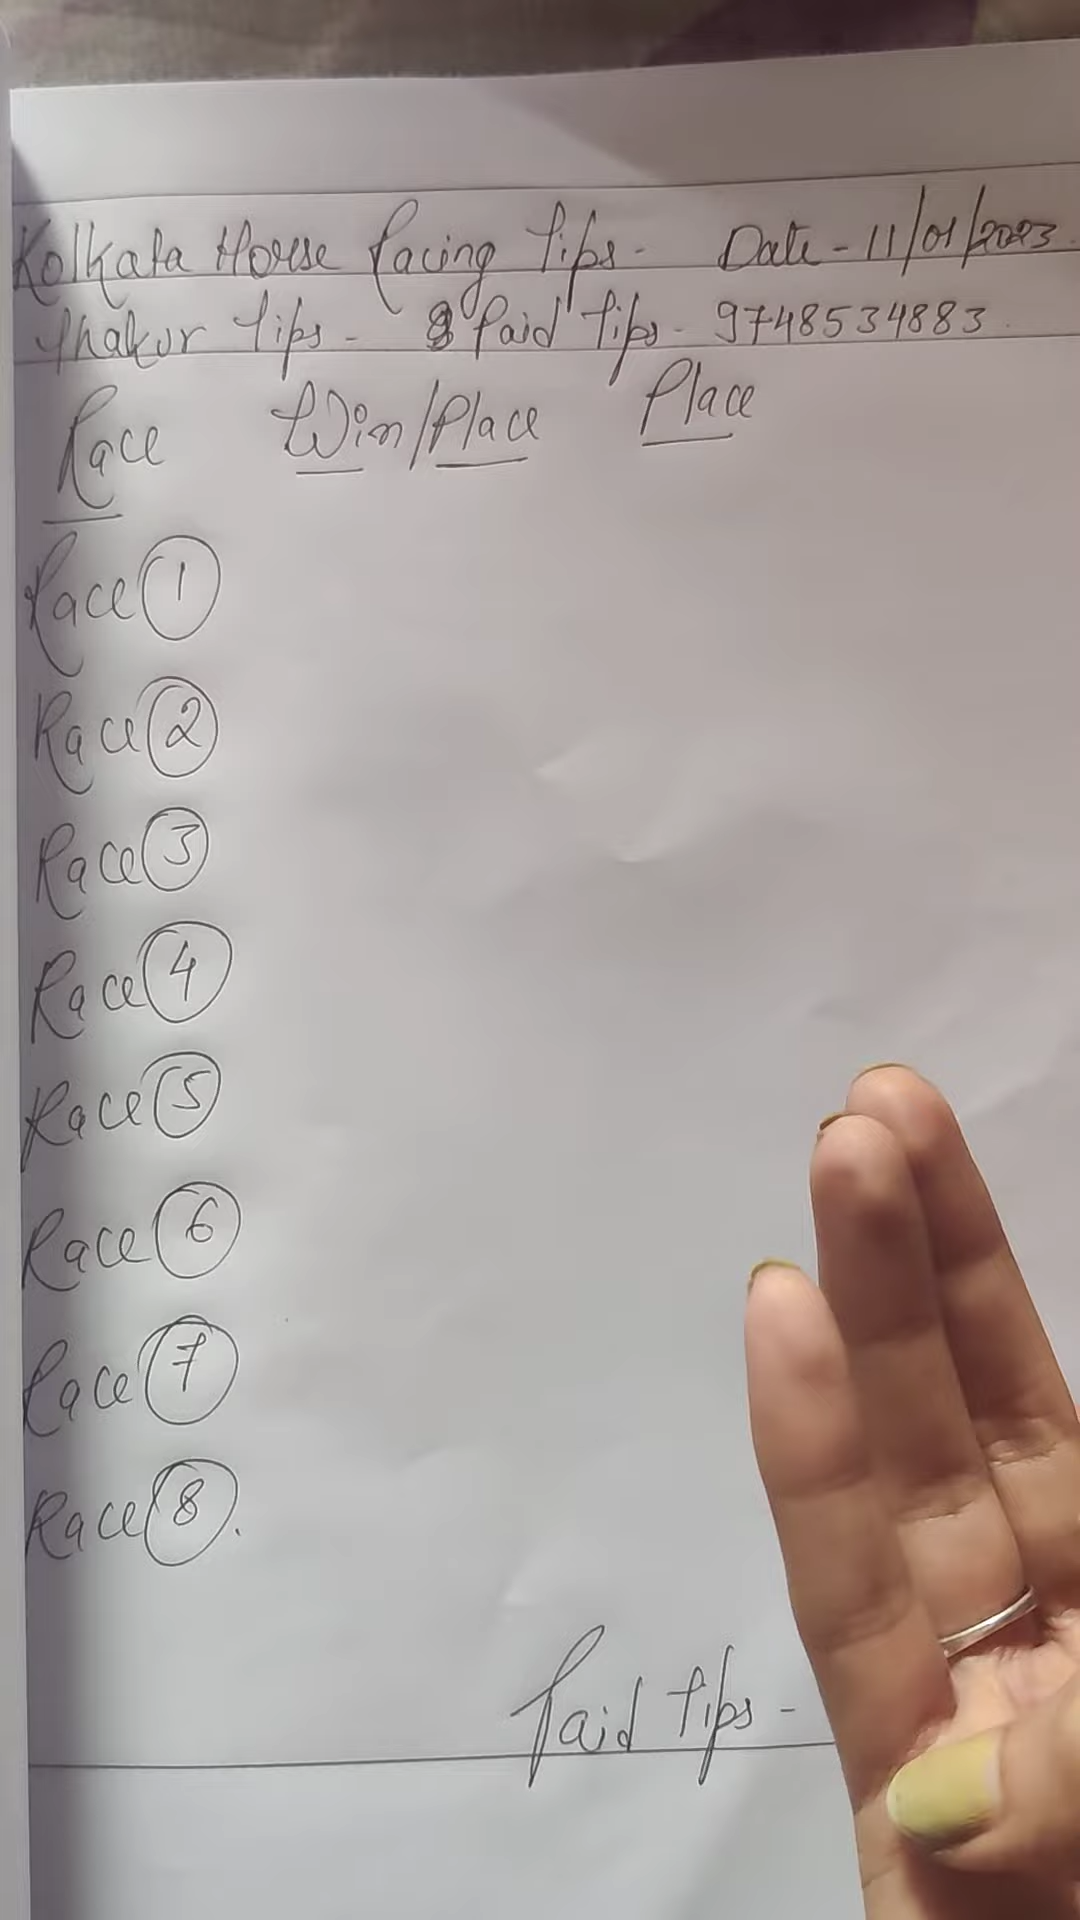 Kolkata Horse Racing Tips - Date - 11/01/2023
Thakur Tips - 8 Paid Tips - 9748534883.
Race Win/Place Place
Race 1
Race 2
Race 3
Race 4
Race 5
Race 6
Race 7
Race 8.
Paid Tips -